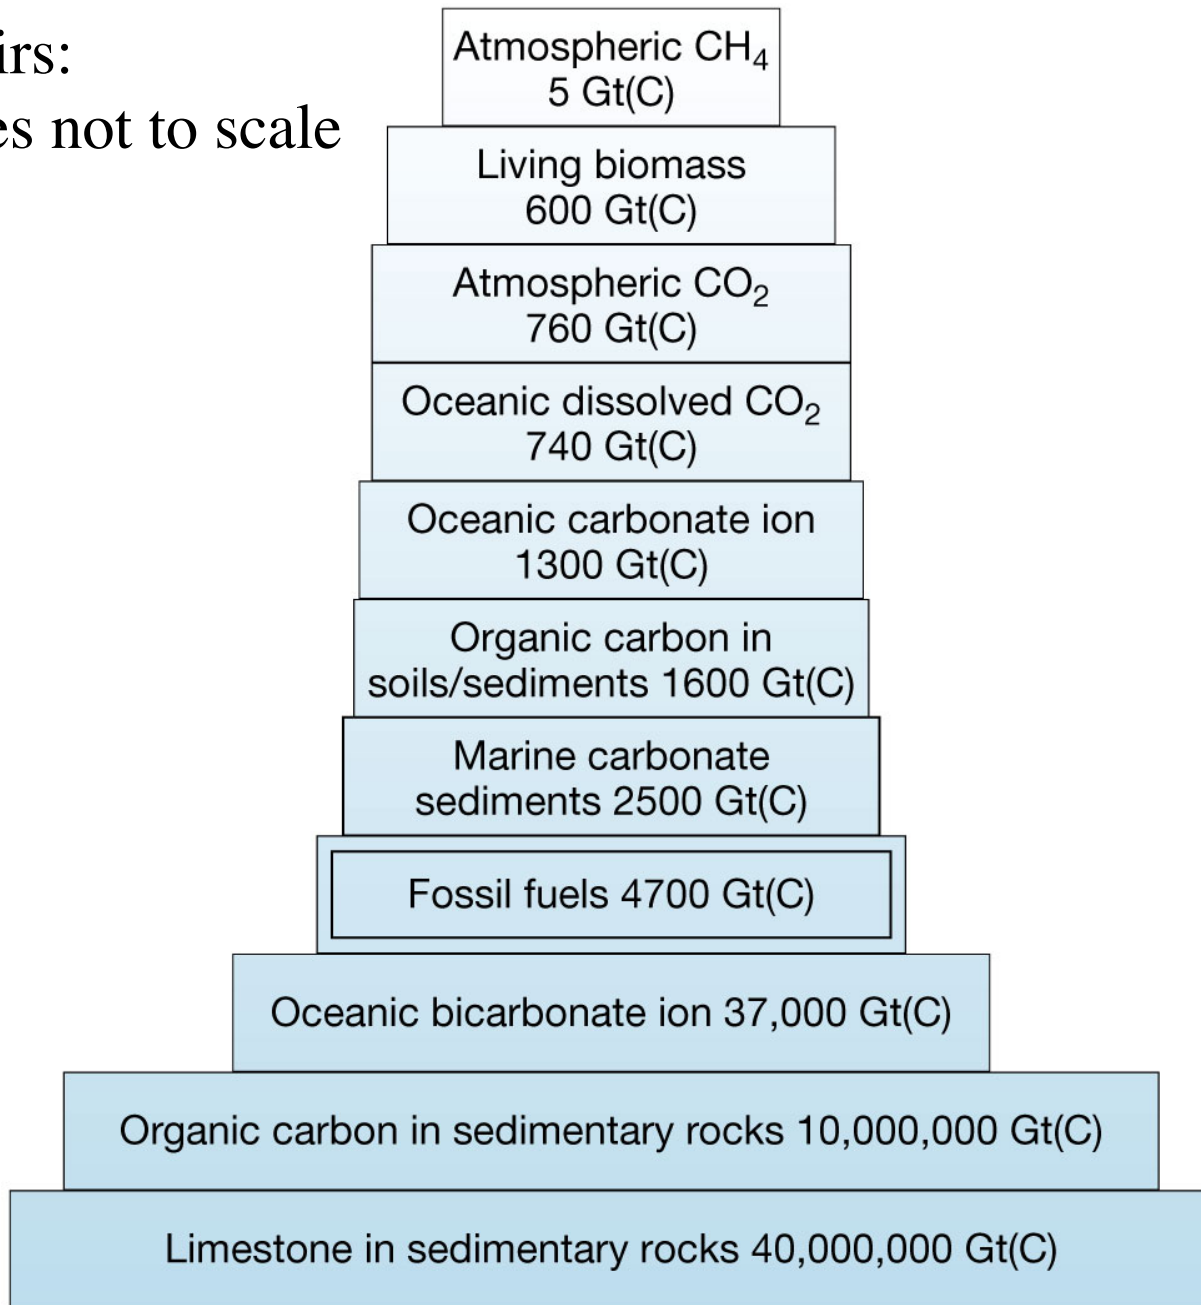 irs:
es not to scale
Atmospheric CH₄
5 Gt(C)
Living biomass
600 Gt(C)
Atmospheric CO₂
760 Gt(C)
Oceanic dissolved CO₂
740 Gt(C)
Oceanic carbonate ion
1300 Gt(C)
Organic carbon in
soils/sediments 1600 Gt(C)
Marine carbonate
sediments 2500 Gt(C)
Fossil fuels 4700 Gt(C)
Oceanic bicarbonate ion 37,000 Gt(C)
Organic carbon in sedimentary rocks 10,000,000 Gt(C)
Limestone in sedimentary rocks 40,000,000 Gt(C)